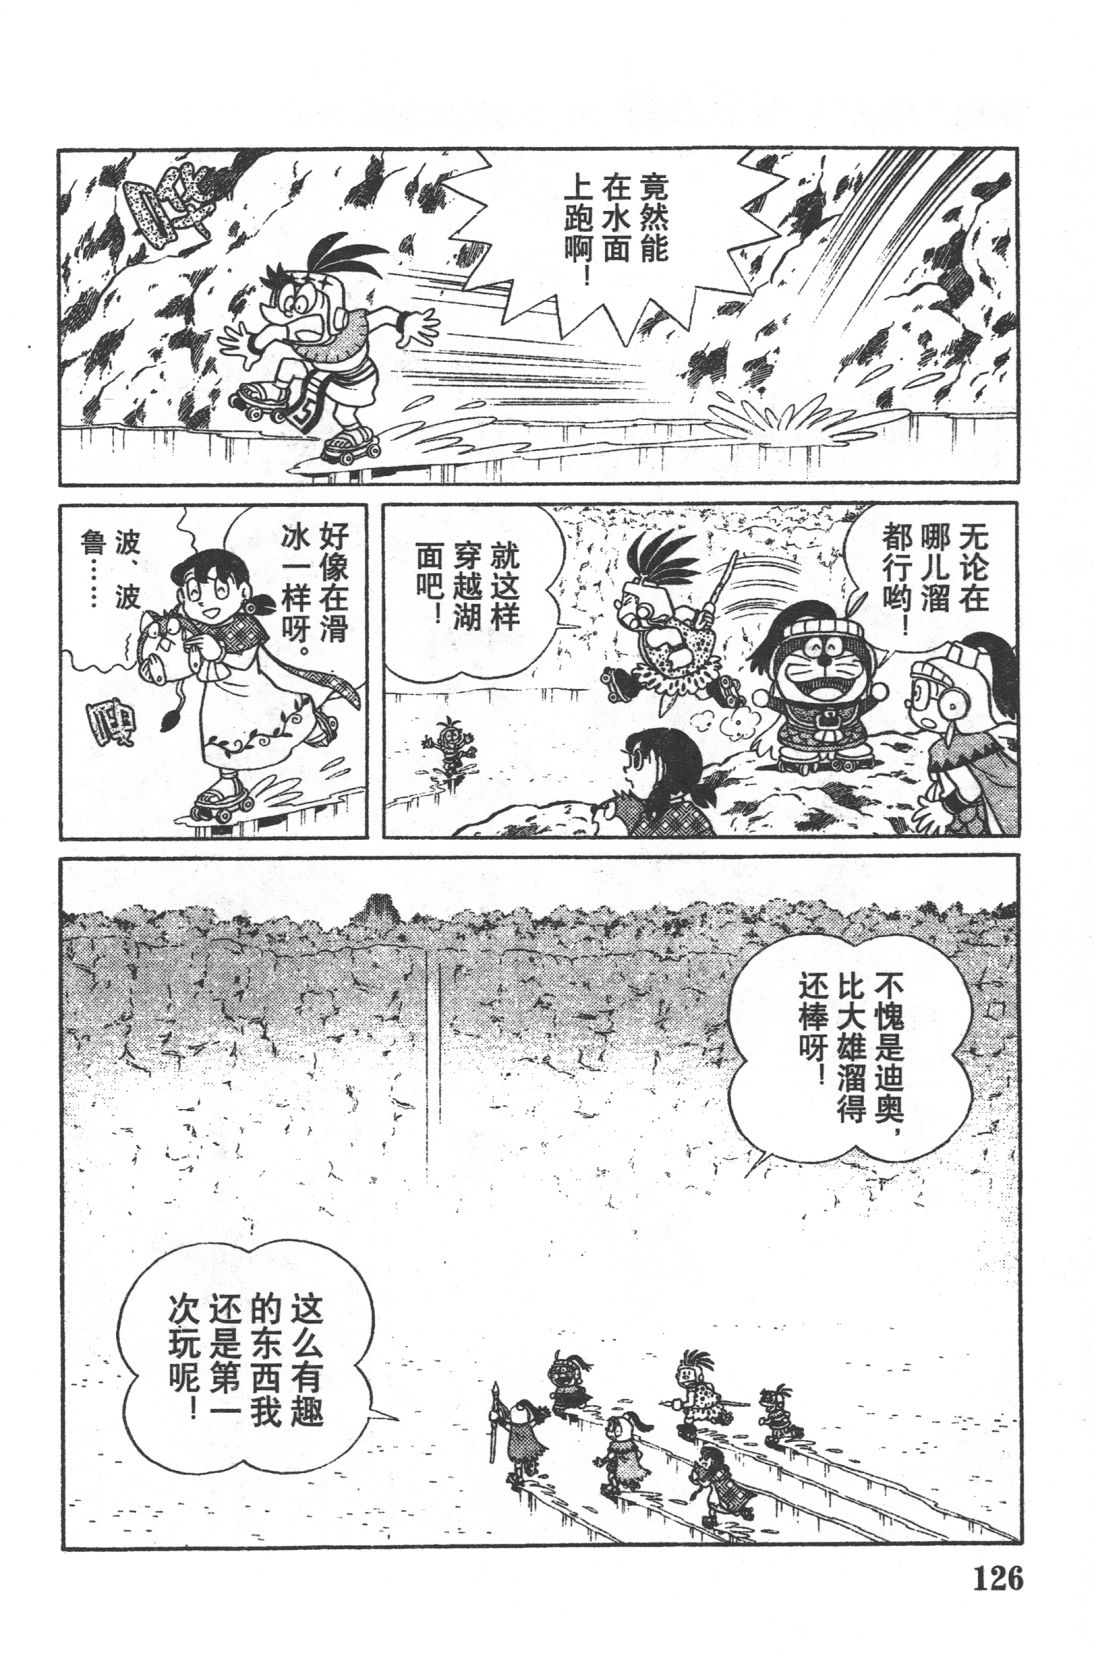 竟然能
在水面
上跑啊！
无论在
哪儿溜
都行哟！
就这样
穿越湖
面吧！
好像在滑
冰一样呀。
波、波
鲁……
不愧是迪奥，
比大雄溜得
还棒呀！
这么有趣
的东西我
还是第一
次玩呢！
126